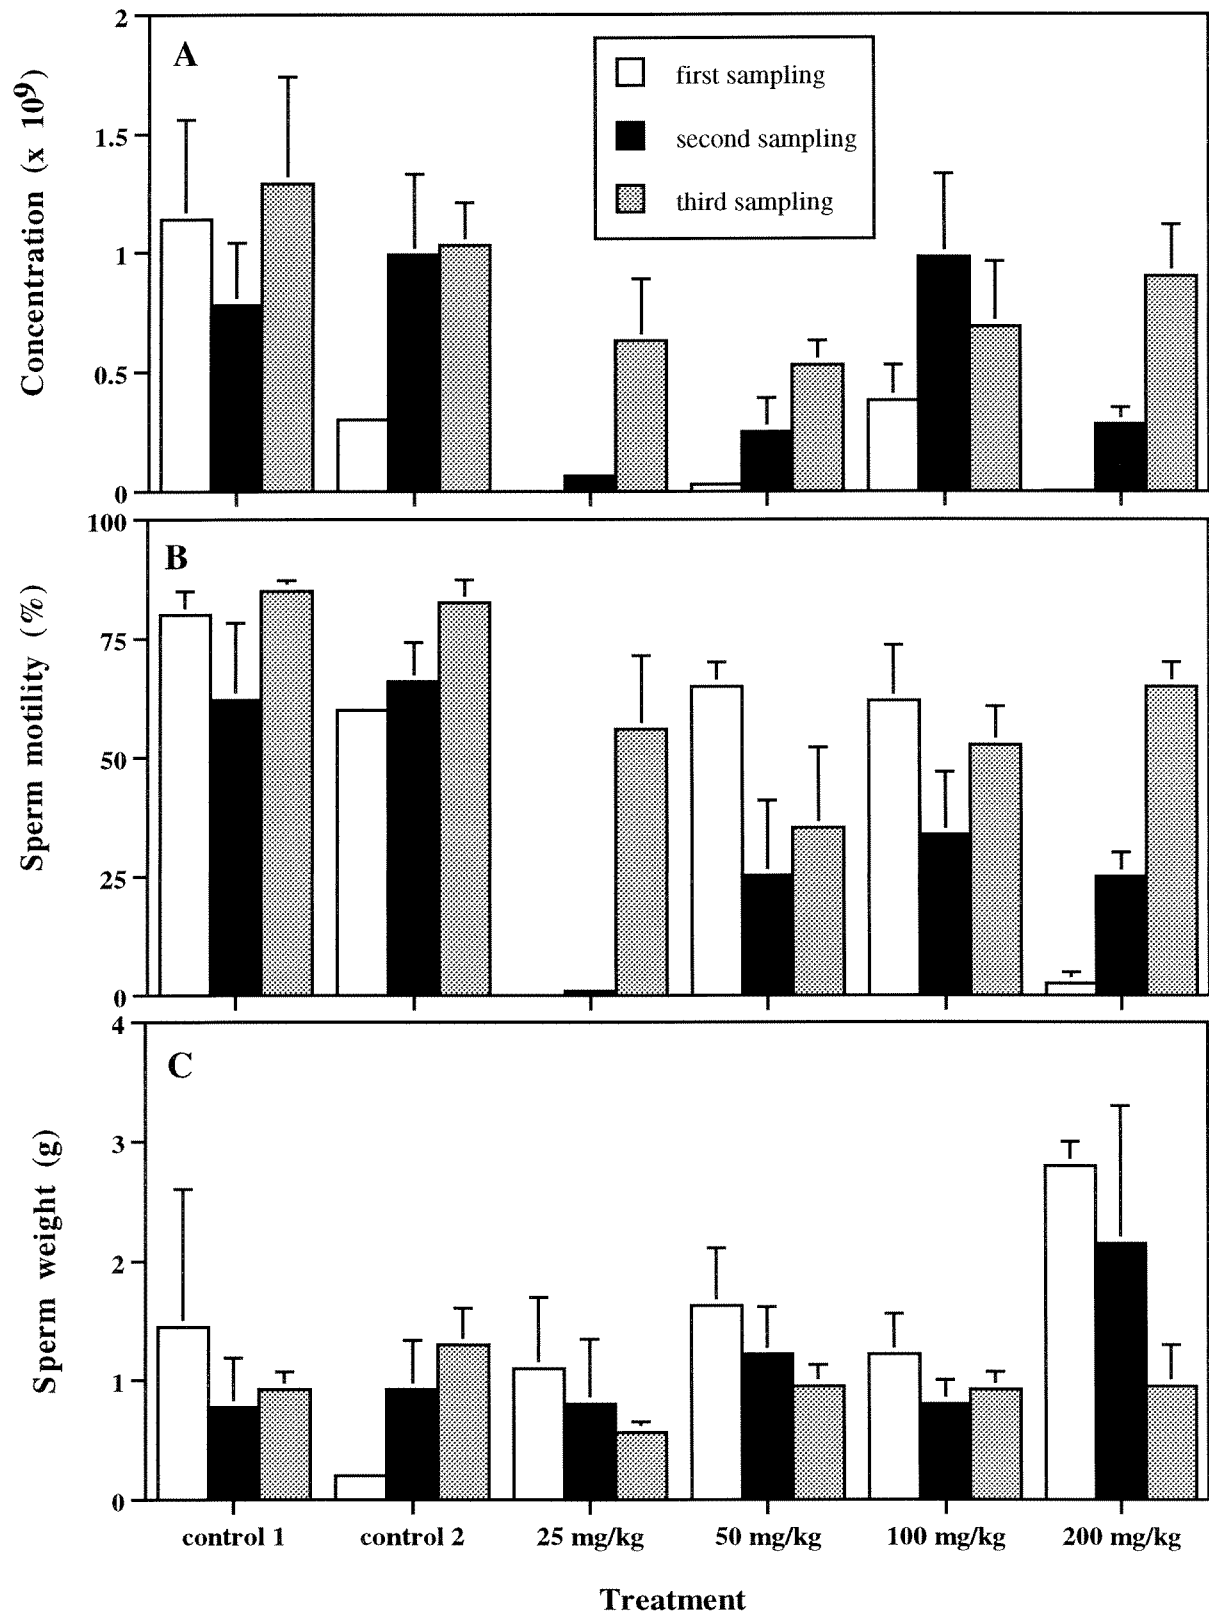 A
Concentration (x 10⁹)
2
1.5
1
0.5
0
first sampling
second sampling
third sampling
B
Sperm motility (%)
100
75
50
25
0
C
Sperm weight (g)
4
3
2
1
0
control 1 control 2 25 mg/kg 50 mg/kg 100 mg/kg 200 mg/kg
Treatment